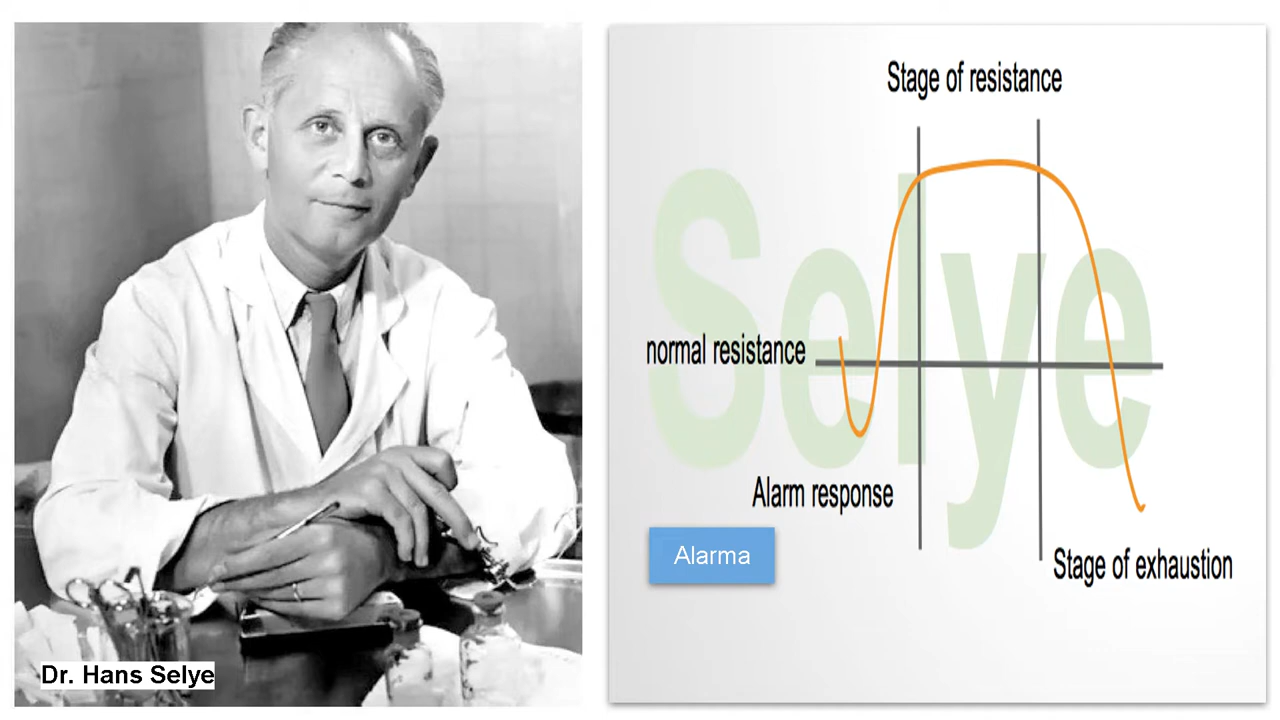 Dr. Hans Selye
Stage of resistance
Selye
normal resistance
Alarm response
Alarma
Stage of exhaustion